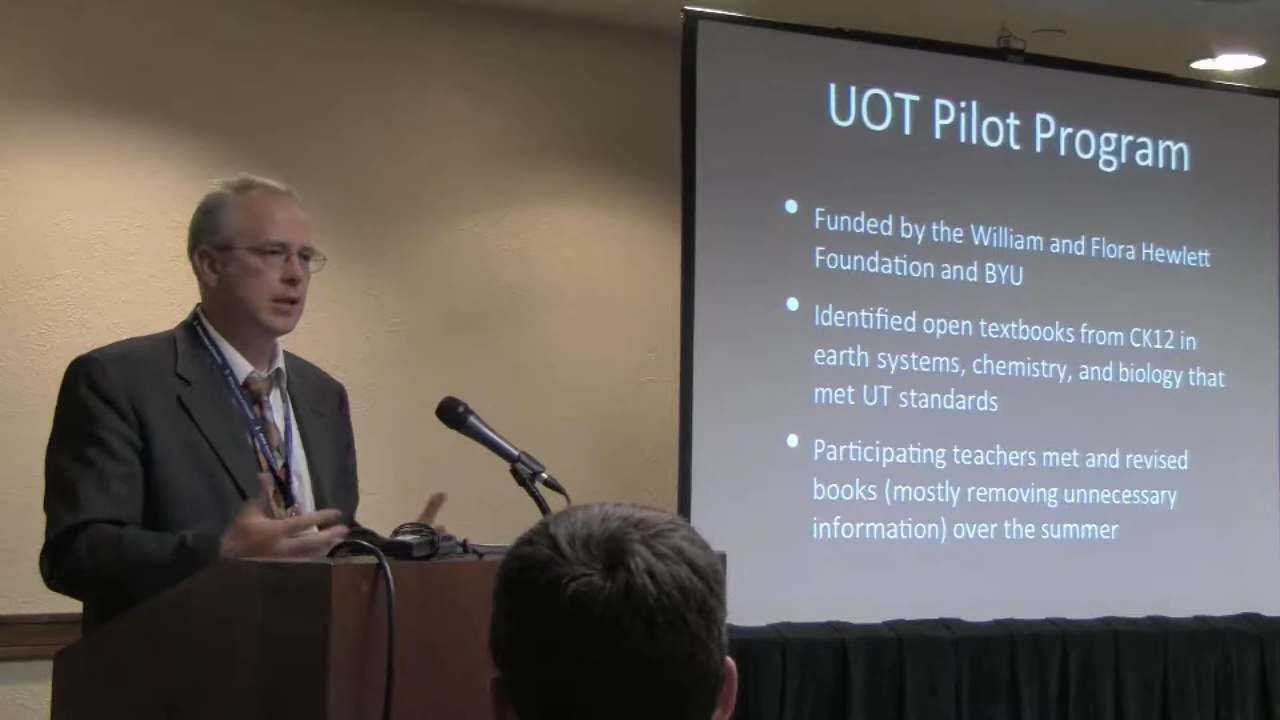 UOT Pilot Program
• Funded by the William and Flora Hewlett
Foundation and BYU
• Identified open textbooks from CK12 in
earth systems, chemistry, and biology that
met UT standards
• Participating teachers met and revised
books (mostly removing unnecessary
information) over the summer